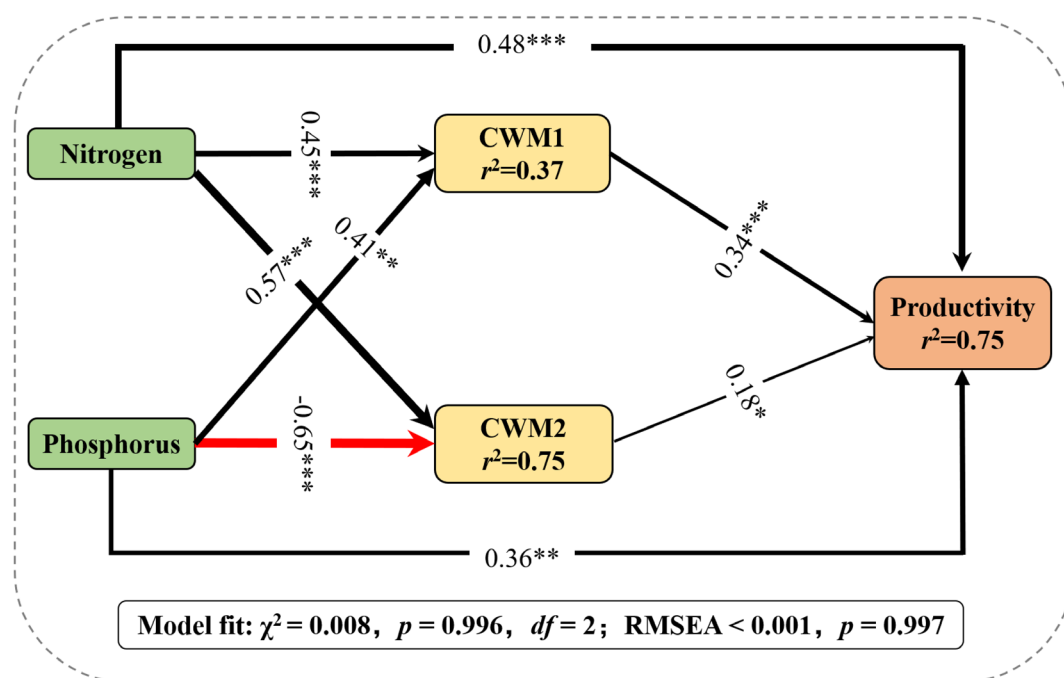 0.48***
Nitrogen
0.45***
CWM1
r²=0.37
0.57***
0.41**
0.34***
Productivity
r²=0.75
Phosphorus
-0.65***
CWM2
r²=0.75
0.18*
0.36**
Model fit: χ² = 0.008, p = 0.996, df = 2; RMSEA < 0.001, p = 0.997